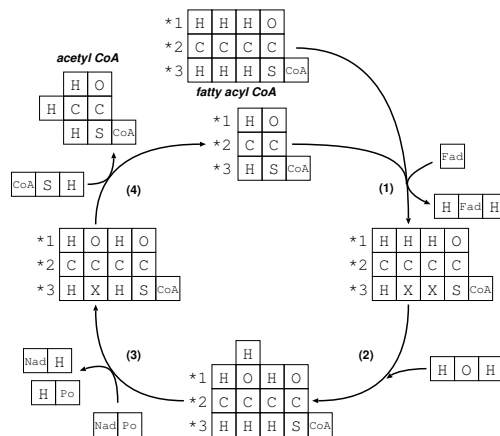 *1 H H H O
*2 C C C C
*3 H H H S CoA
acetyl CoA
H O
H C C
H S CoA
fatty acyl CoA
*1 H O
*2 C C
*3 H S CoA
Fad
(1)
H Fad H
CoA S H
(4)
*1 H O H O
*2 C C C C
*3 H X H S CoA
*1 H H H O
*2 C C C C
*3 H X X S CoA
(3)
(2)
Nad H
H Po
Nad Po
H
*1 H O H O
*2 C C C C
*3 H H H S CoA
H O H